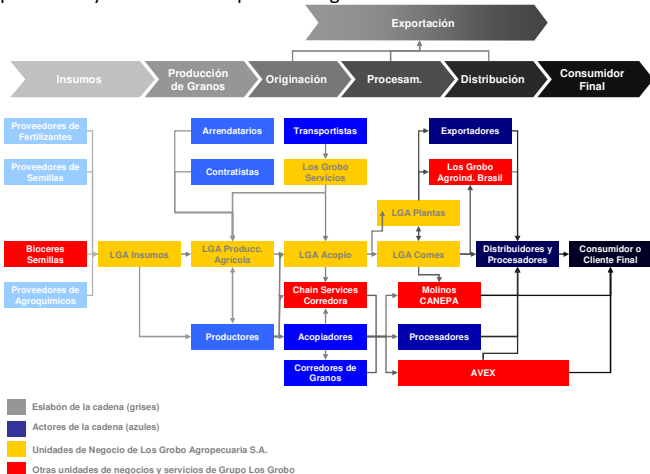 Exportación
Insumos
Producción
de Granos
Originación
Procesam.
Distribución
Consumidor
Final
Proveedores de
Fertilizantes
Arrendatarios
Transportistas
Exportadores
Proveedores de
Semillas
Contratistas
Los Grobo
Servicios
Los Grobo
Agroind. Brasil
LGA Plantas
Bioceres
Semillas
LGA Insumos
LGA Producc.
Agrícola
LGA Acopio
LGA Comex
Distribuidores y
Procesadores
Consumidor o
Cliente Final
Proveedores de
Agroquímicos
Chain Services
Corredora
Molinos
CANEPA
Productores
Acopiadores
Procesadores
Corredores de
Granos
AVEX
Eslabón de la cadena (grises)
Actores de la cadena (azules)
Unidades de Negocio de Los Grobo Agropecuaria S.A.
Otras unidades de negocios y servicios de Grupo Los Grobo